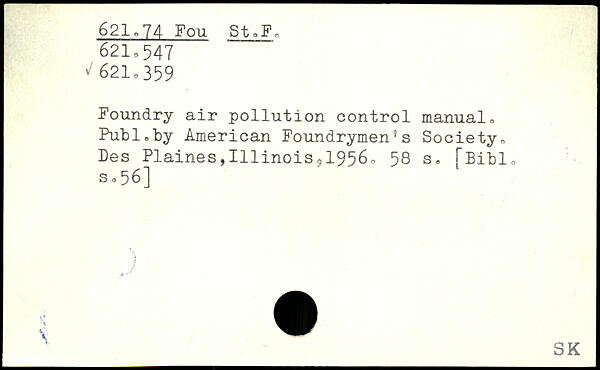 621.74 Fou St.F.
621.547
✓ 621.359
Foundry air pollution control manual.
Publ.by American Foundrymen's Society.
Des Plaines,Illinois,1956. 58 s. [Bibl.
s.56]
SK